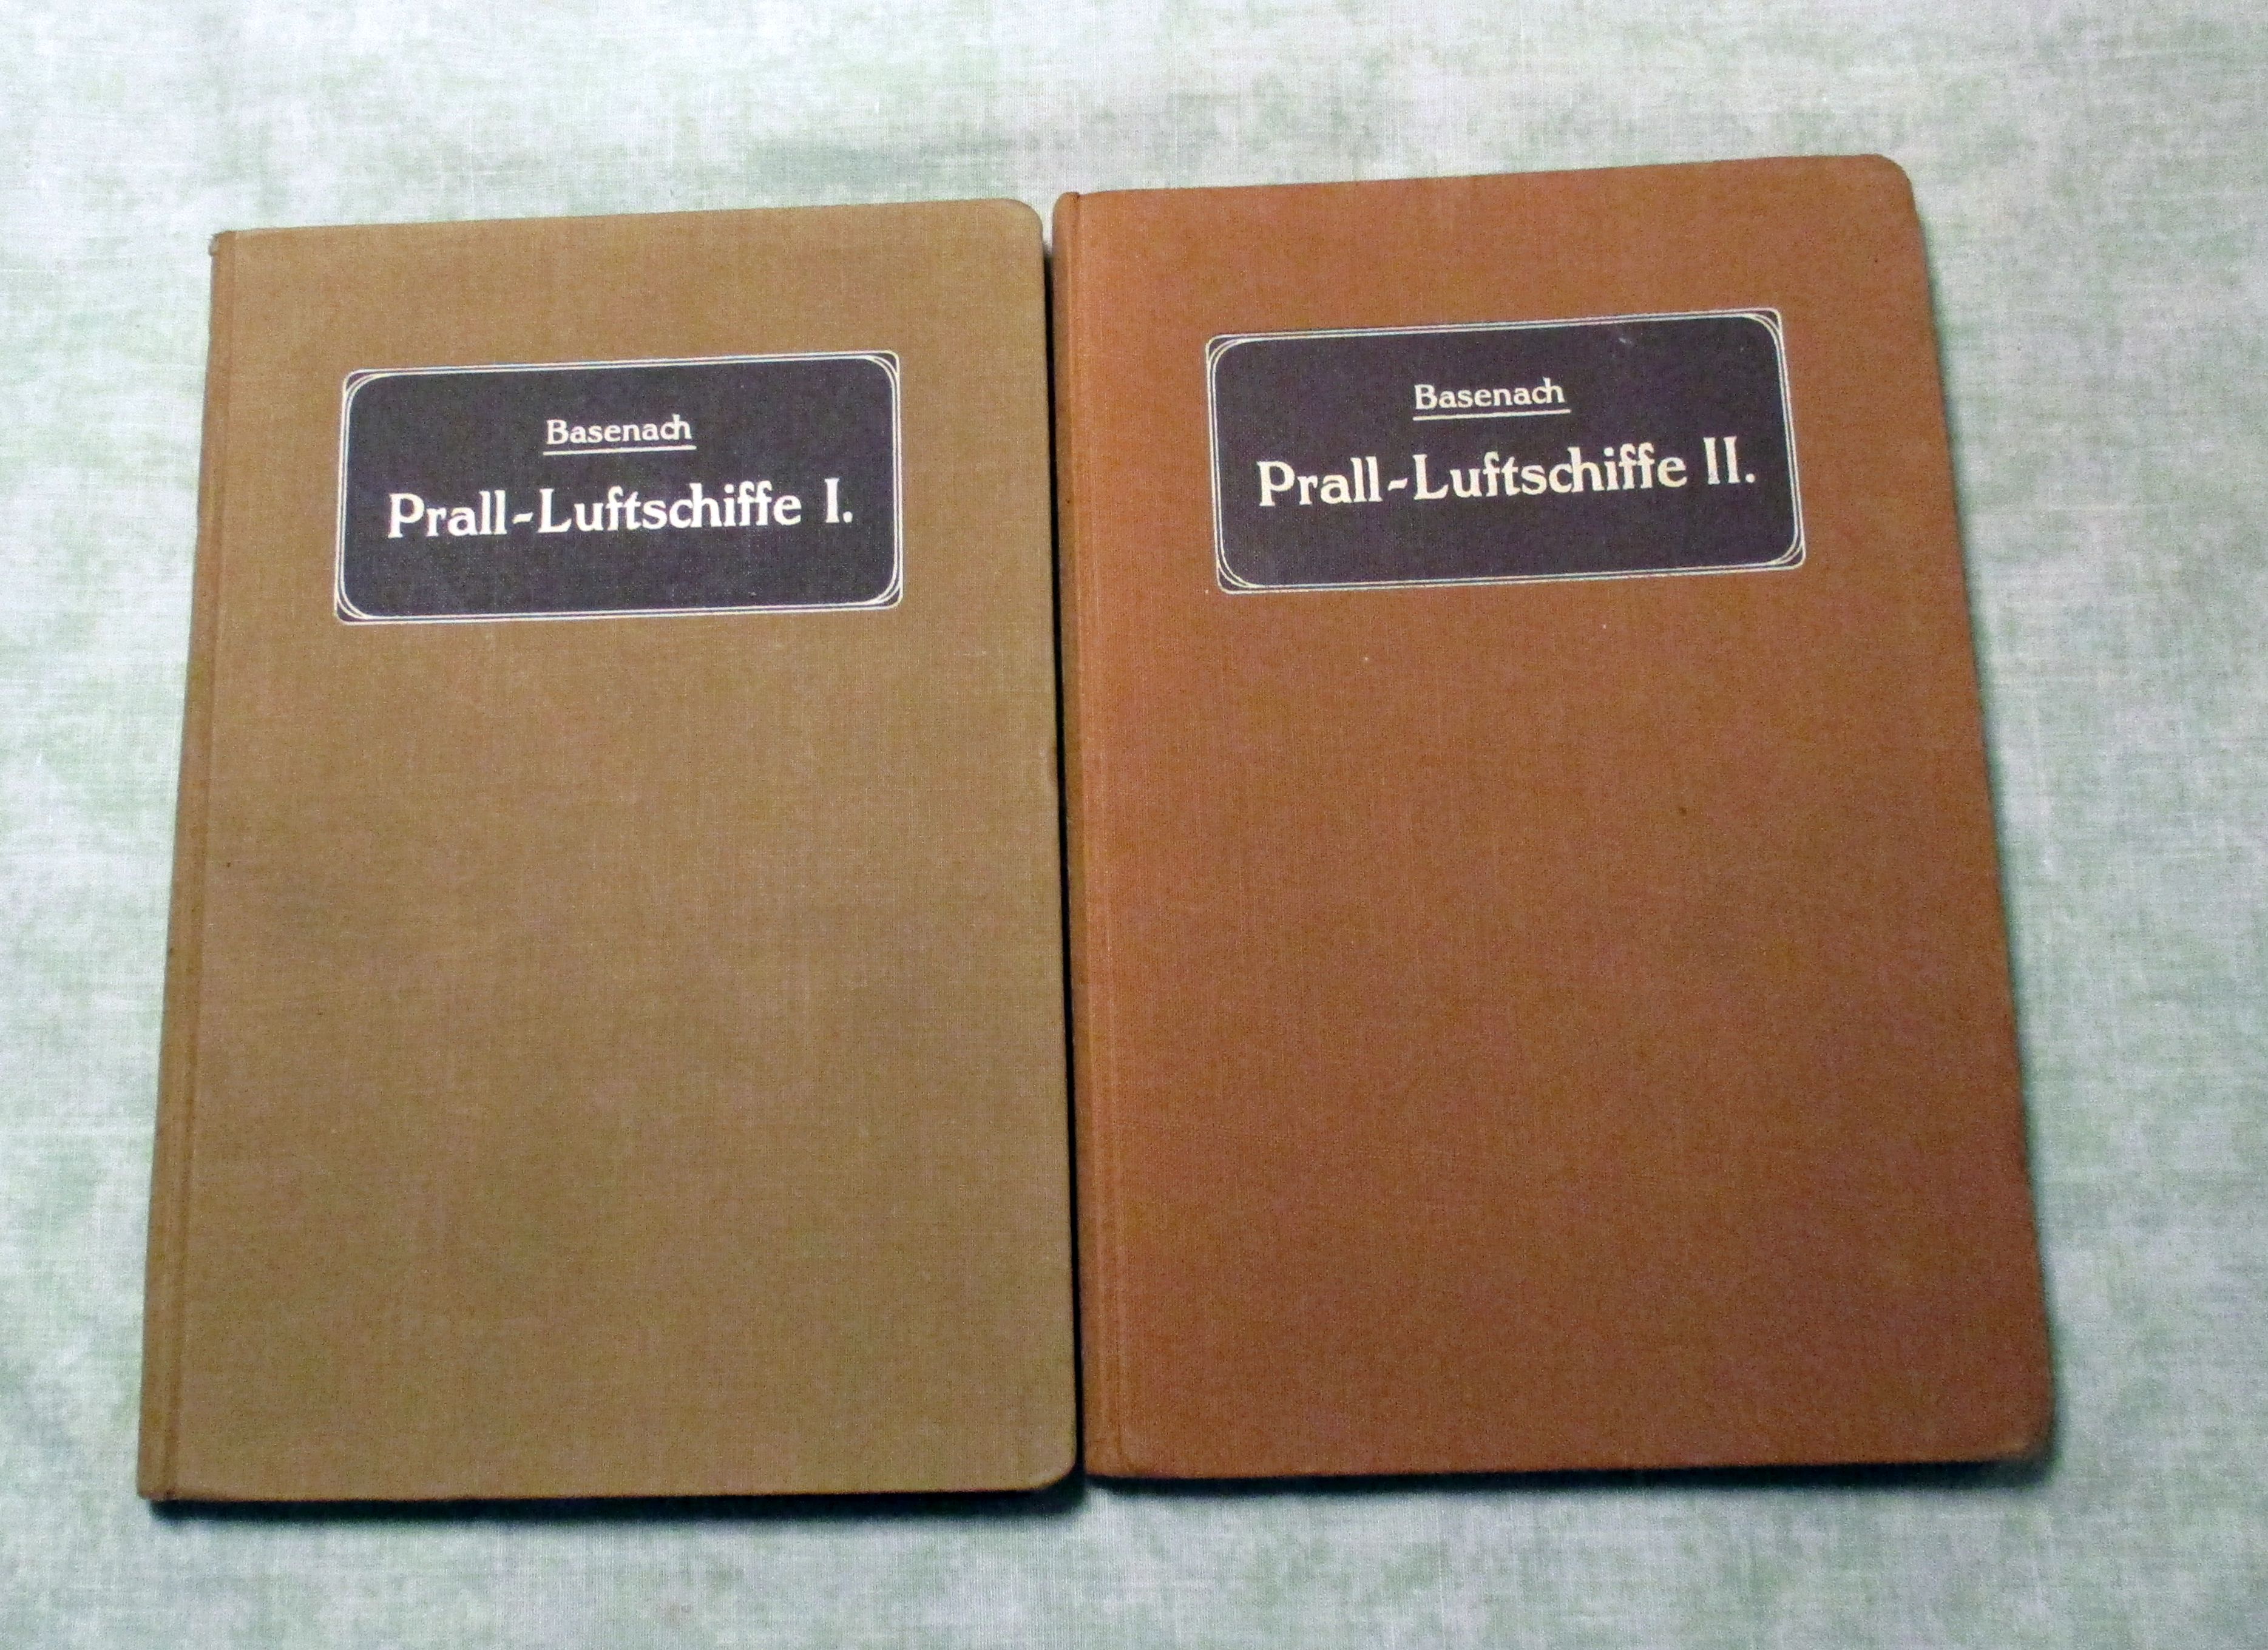 Basenach
Prall-Luftschiffe I.
Basenach
Prall-Luftschiffe II.